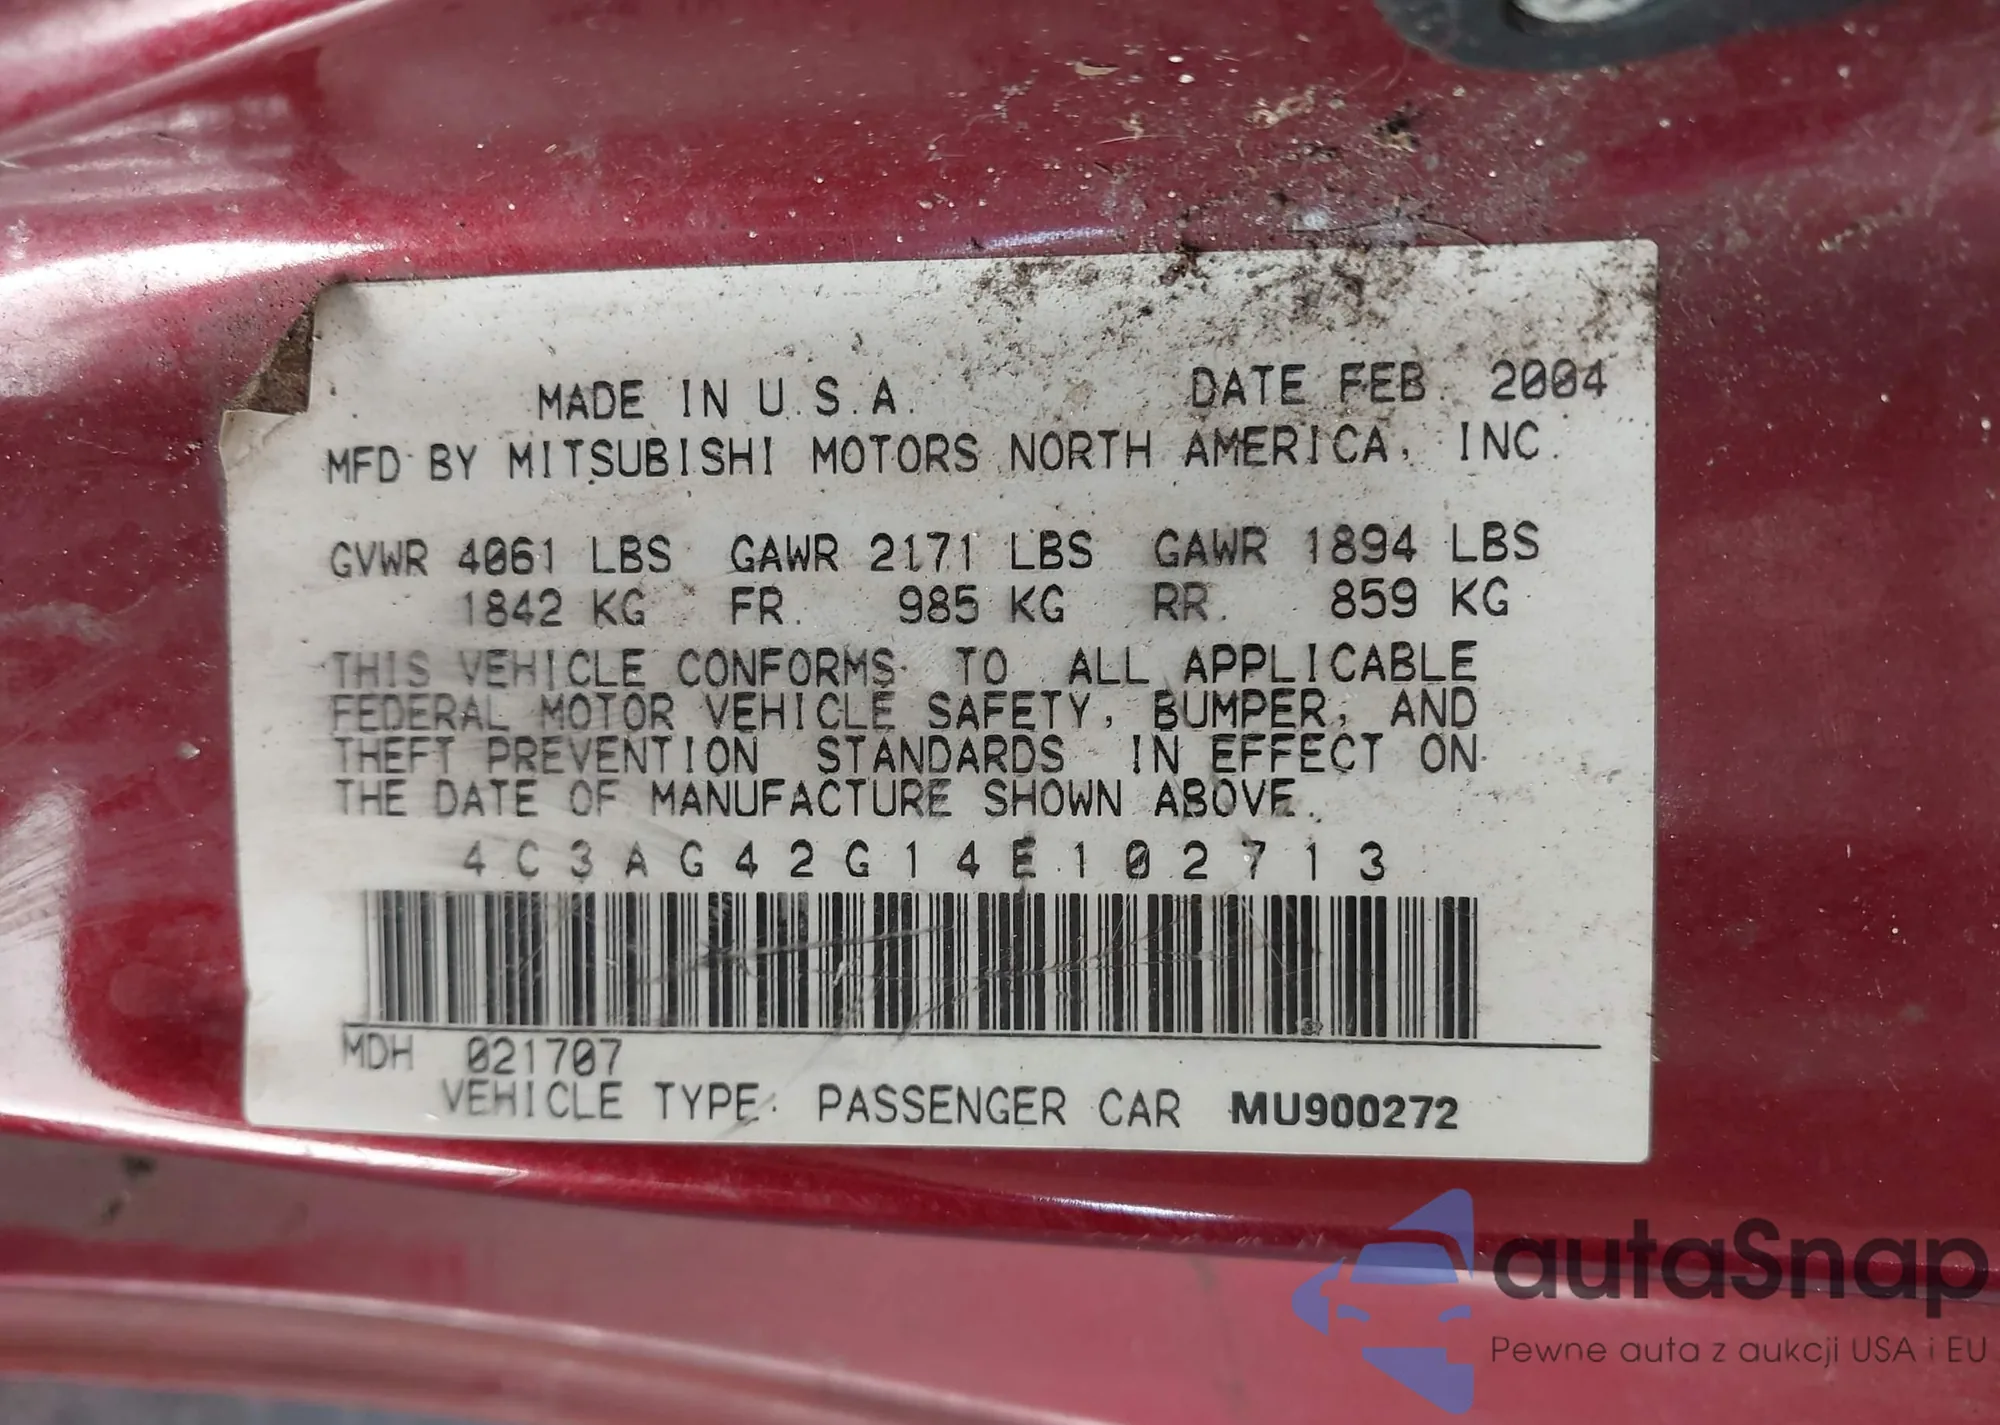 MADE IN U.S.A. DATE FEB. 2004
MFD BY MITSUBISHI MOTORS NORTH AMERICA, INC.
GVWR 4061 LBS GAWR 2171 LBS GAWR 1894 LBS
1842 KG FR. 985 KG RR. 859 KG
THIS VEHICLE CONFORMS TO ALL APPLICABLE
FEDERAL MOTOR VEHICLE SAFETY, BUMPER, AND
THEFT PREVENTION STANDARDS IN EFFECT ON
THE DATE OF MANUFACTURE SHOWN ABOVE.
4C3AG42G14E102713
MDH 021707
VEHICLE TYPE: PASSENGER CAR MU900272
autaSnap
Pewne auta z aukcji USA i EU